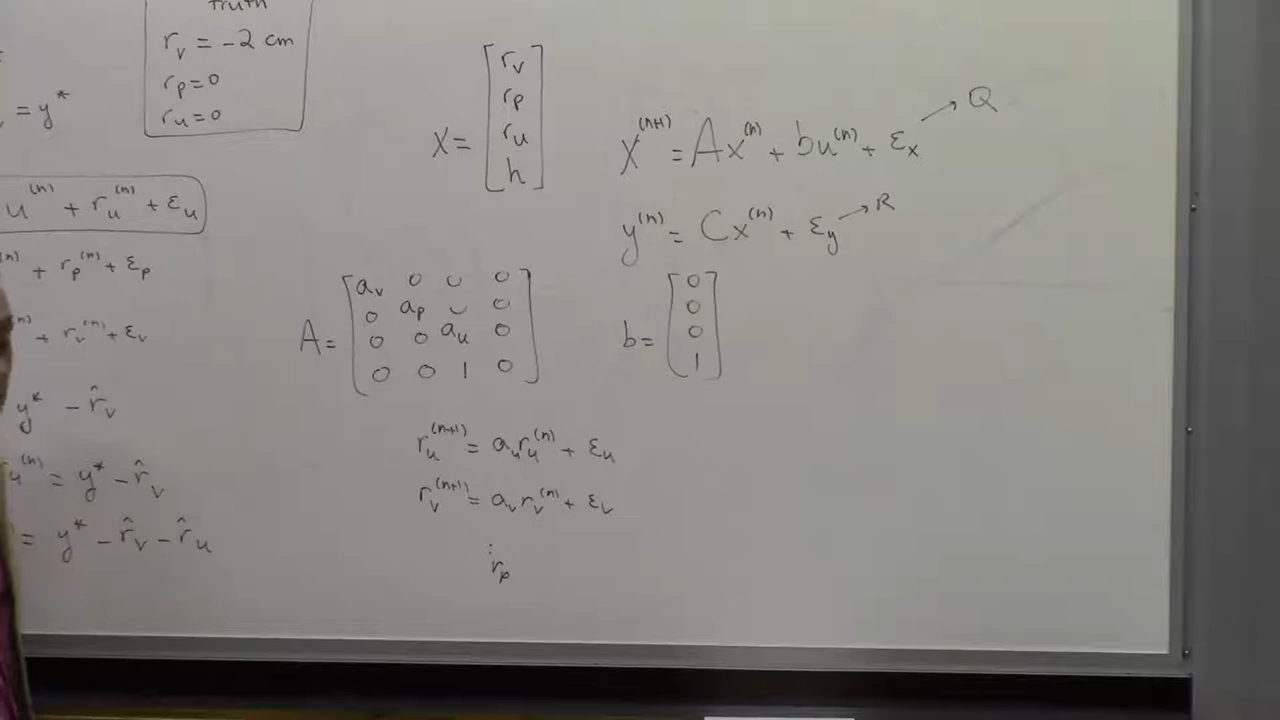 truth
r_v = -2 cm
r_p = 0
r_u = 0
= y*
u^(n) + r_u^(n) + ε_u
+ r_p^(n) + ε_p
+ r_v^(n) + ε_v
y* - r̂_v
u^(n) = y* - r̂_v
= y* - r̂_v - r̂_u
X = [r_v
r_p
r_u
h]
X^(n+1) = Ax^(n) + bu^(n) + ε_x → Q
y^(n) = Cx^(n) + ε_y → R
A = [a_v 0 0 0
0 a_p 0 0
0 0 a_u 0
0 0 1 0]
b = [0
0
0
1]
r_u^(n+1) = a_u r_u^(n) + ε_u
r_v^(n+1) = a_v r_v^(n) + ε_v
⋮
r_p